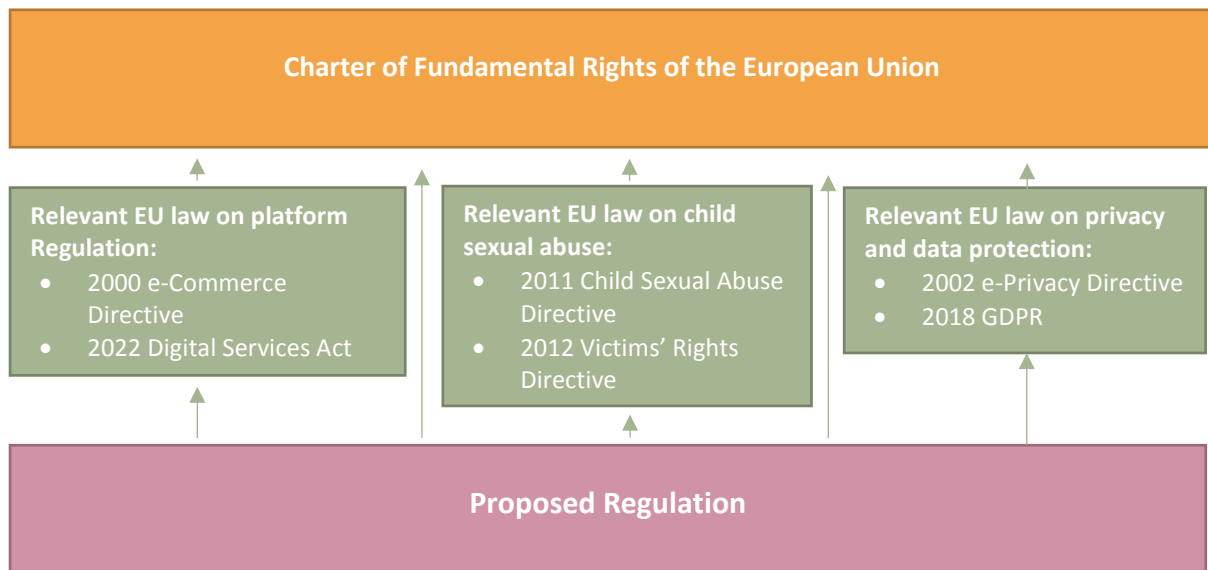 Charter of Fundamental Rights of the European Union
Relevant EU law on platform
Regulation:
• 2000 e-Commerce
Directive
• 2022 Digital Services Act
Relevant EU law on child
sexual abuse:
• 2011 Child Sexual Abuse
Directive
• 2012 Victims’ Rights
Directive
Relevant EU law on privacy
and data protection:
• 2002 e-Privacy Directive
• 2018 GDPR
Proposed Regulation